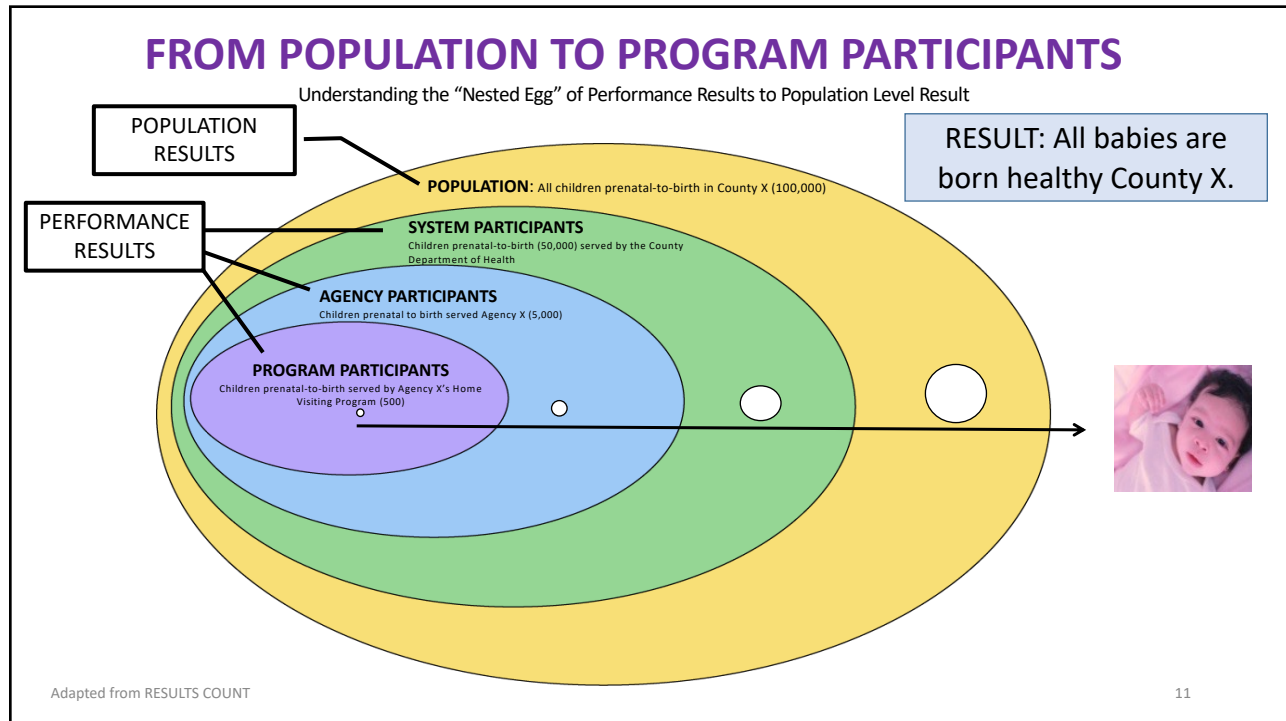 FROM POPULATION TO PROGRAM PARTICIPANTS
Understanding the “Nested Egg” of Performance Results to Population Level Result
POPULATION
RESULTS
RESULT: All babies are
born healthy County X.
POPULATION: All children prenatal-to-birth in County X (100,000)
PERFORMANCE
RESULTS
SYSTEM PARTICIPANTS
Children prenatal-to-birth (50,000) served by the County
Department of Health
AGENCY PARTICIPANTS
Children prenatal to birth served Agency X (5,000)
PROGRAM PARTICIPANTS
Children prenatal-to-birth served by Agency X’s Home
Visiting Program (500)
Adapted from RESULTS COUNT
11